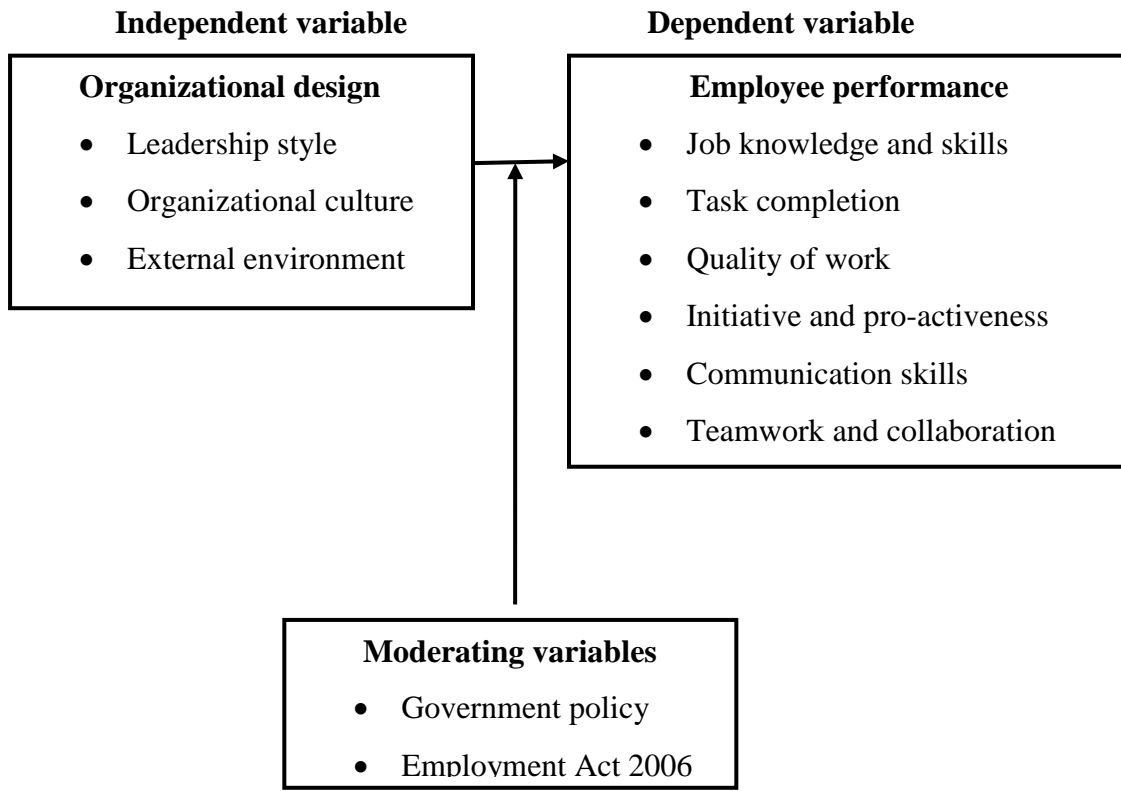 Independent variable
Dependent variable
Organizational design
• Leadership style
• Organizational culture
• External environment
Employee performance
• Job knowledge and skills
• Task completion
• Quality of work
• Initiative and pro-activeness
• Communication skills
• Teamwork and collaboration
Moderating variables
• Government policy
• Employment Act 2006